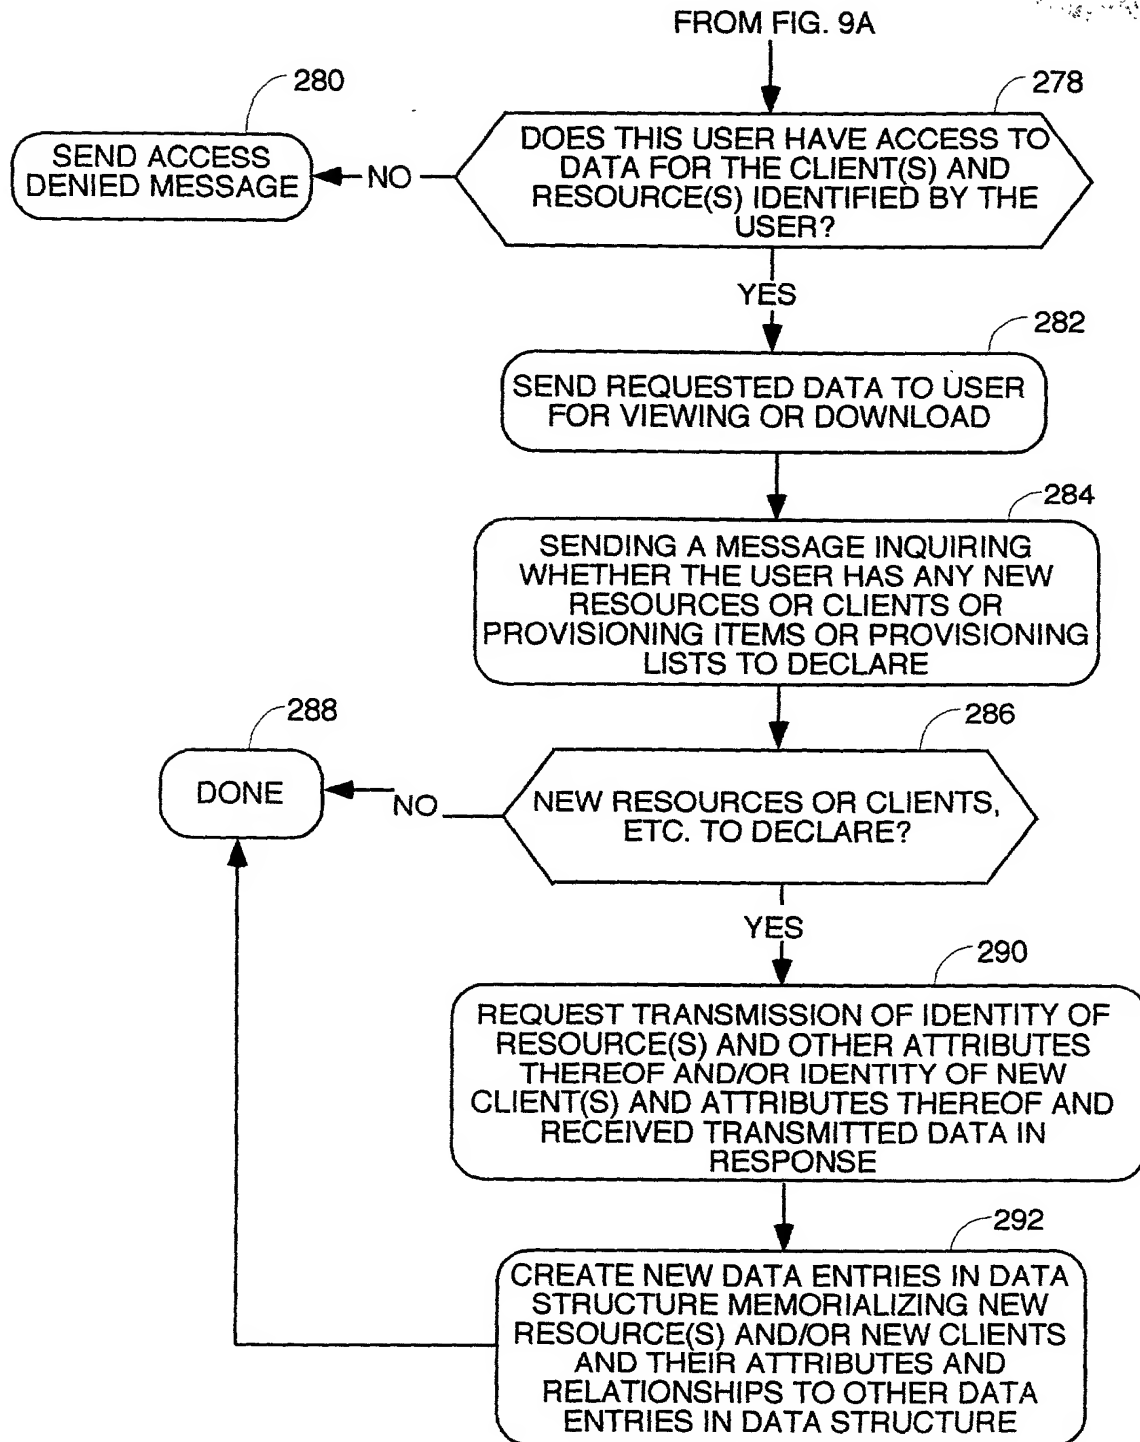 FROM FIG. 9A
280
278
SEND ACCESS
DENIED MESSAGE
NO
DOES THIS USER HAVE ACCESS TO
DATA FOR THE CLIENT(S) AND
RESOURCE(S) IDENTIFIED BY THE
USER?
YES
282
SEND REQUESTED DATA TO USER
FOR VIEWING OR DOWNLOAD
284
SENDING A MESSAGE INQUIRING
WHETHER THE USER HAS ANY NEW
RESOURCES OR CLIENTS OR
PROVISIONING ITEMS OR PROVISIONING
LISTS TO DECLARE
288
286
DONE
NO
NEW RESOURCES OR CLIENTS,
ETC. TO DECLARE?
YES
290
REQUEST TRANSMISSION OF IDENTITY OF
RESOURCE(S) AND OTHER ATTRIBUTES
THEREOF AND/OR IDENTITY OF NEW
CLIENT(S) AND ATTRIBUTES THEREOF AND
RECEIVED TRANSMITTED DATA IN
RESPONSE
292
CREATE NEW DATA ENTRIES IN DATA
STRUCTURE MEMORIALIZING NEW
RESOURCE(S) AND/OR NEW CLIENTS
AND THEIR ATTRIBUTES AND
RELATIONSHIPS TO OTHER DATA
ENTRIES IN DATA STRUCTURE